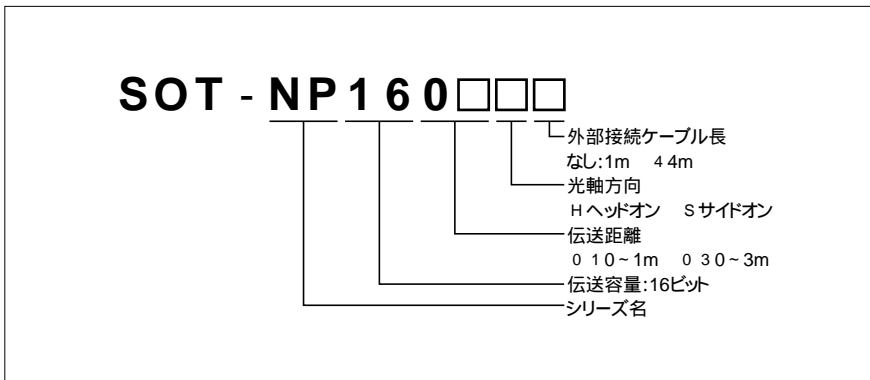 SOT-NP160□□□
外部接続ケーブル長
なし:1m 4 4m
光軸方向
H ヘッドオン S サイドオン
伝送距離
0 1 0~1m 0 3 0~3m
伝送容量:16ビット
シリーズ名